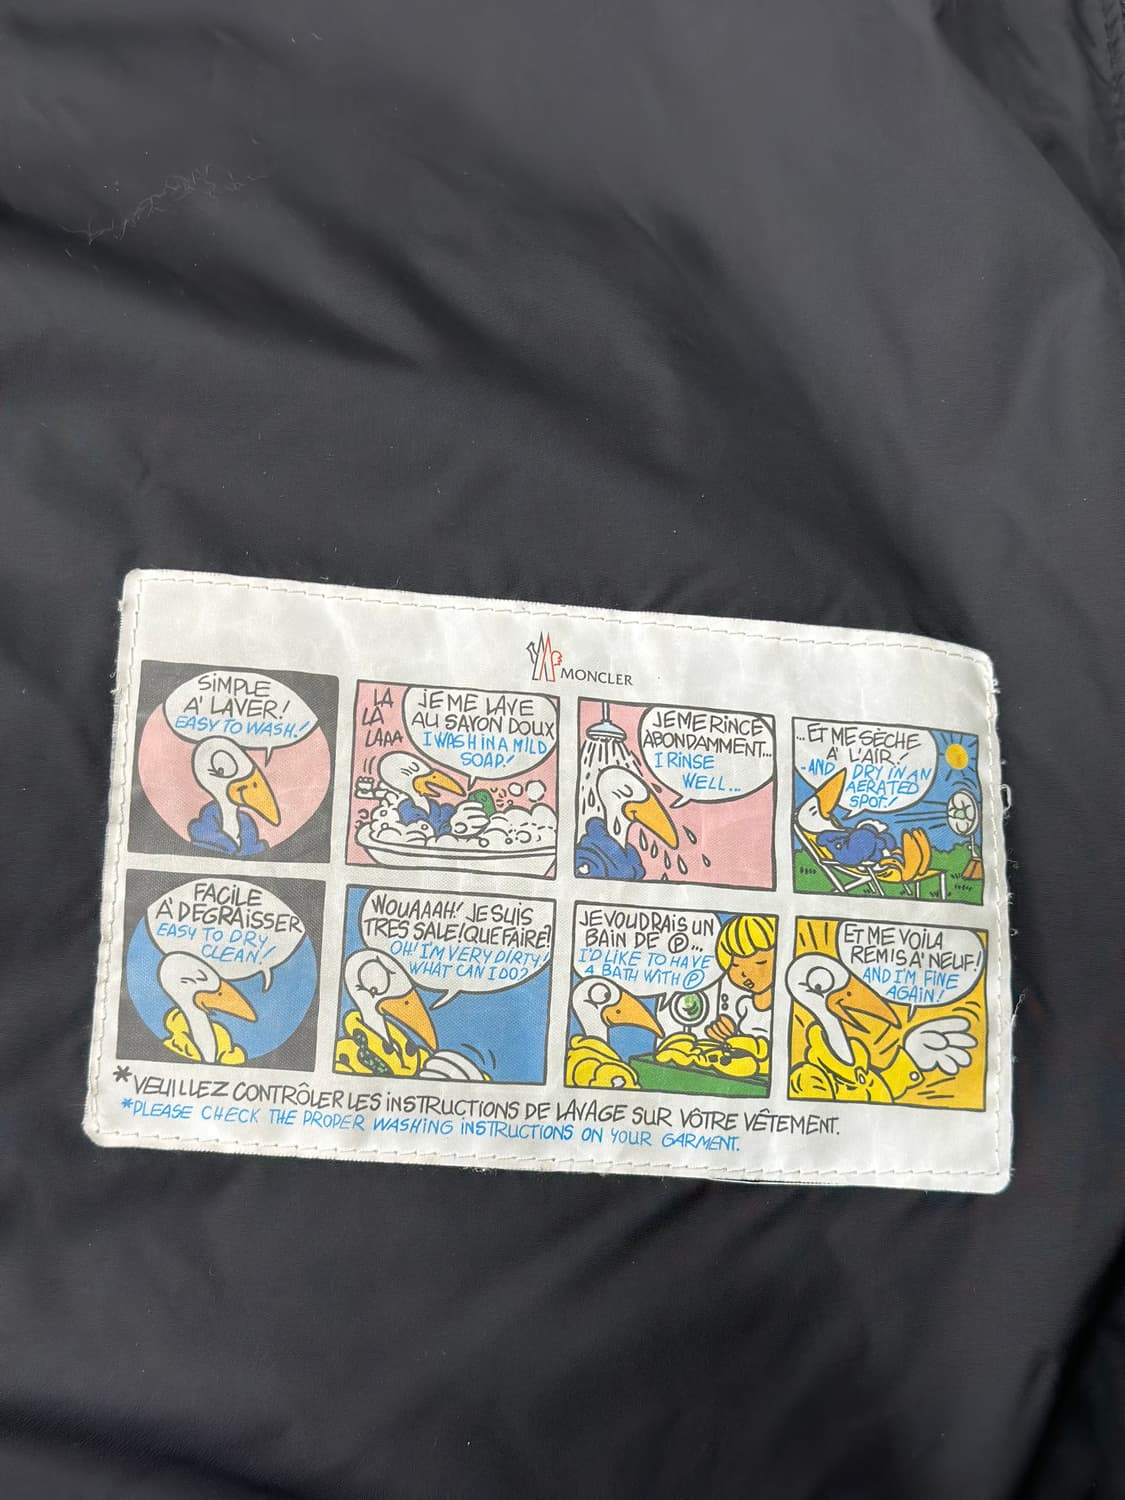 MONCLER
SIMPLE
A' LAVER!
EASY TO WASH!
LA
LA
LAAA
JE ME LAVE
AU SAVON DOUX
I WASH IN A MILD
SOAP!
JE ME RINCE
ABONDAMMENT...
I RINSE
WELL...
...ET ME SÈCHE
A' L'AIR!
-AND DRY IN AN
AERATED
SPOT!
FACILE
A' DEGRAISSER
EASY TO DRY
CLEAN!
WOUAAAH! JE SUIS
TRES SALE! QUE FAIRE?
OH! I'M VERY DIRTY!
WHAT CAN I DO?
JE VOUDRAIS UN
BAIN DE Ⓟ...
I'D LIKE TO HAVE
A BATH WITH Ⓟ
ET ME VOILA
REMIS A' NEUF!
AND I'M FINE
AGAIN!
*VEUILLEZ CONTRÔLER LES INSTRUCTIONS DE LAVAGE SUR VÔTRE VÊTEMENT.
*PLEASE CHECK THE PROPER WASHING INSTRUCTIONS ON YOUR GARMENT.